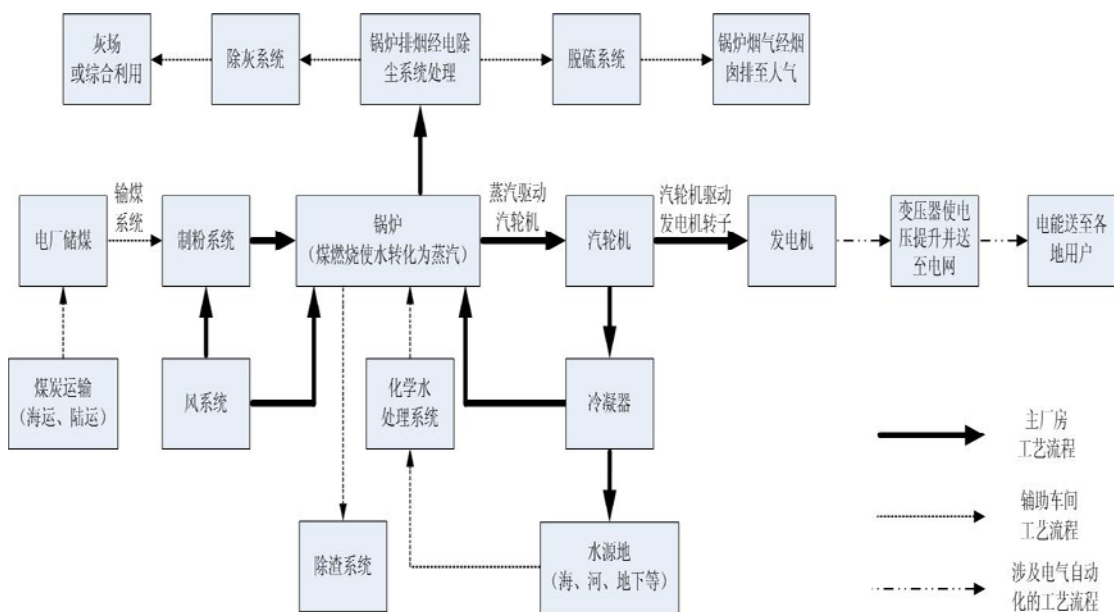 灰场
或综合利用
除灰系统
锅炉排烟经电除
尘系统处理
脱硫系统
锅炉烟气经烟
囱排至人气
电厂储煤
输煤
系统
制粉系统
锅炉
（煤燃烧使水转化为蒸汽）
蒸汽驱动
汽轮机
汽轮机
汽轮机驱动
发电机转子
发电机
变压器使电
压提升并送
至电网
电能送至各
地用户
煤炭运输
（海运、陆运）
风系统
化学水
处理系统
冷凝器
除渣系统
水源地
（海、河、地下等）
主厂房
工艺流程
辅助车间
工艺流程
涉及电气自动
化的工艺流程